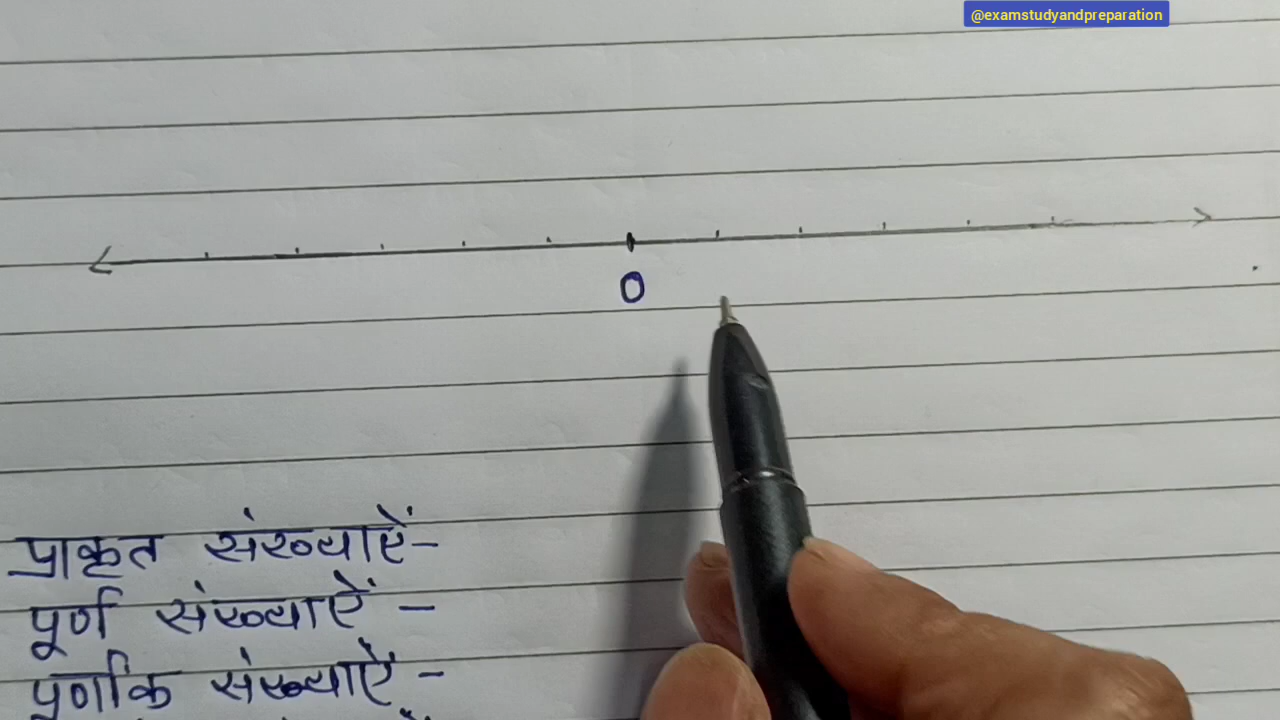 @examstudyandpreparation
0
प्राकृत संख्याऐं-
पूर्ण संख्याऐं -
पूर्णांक संख्याऐं -